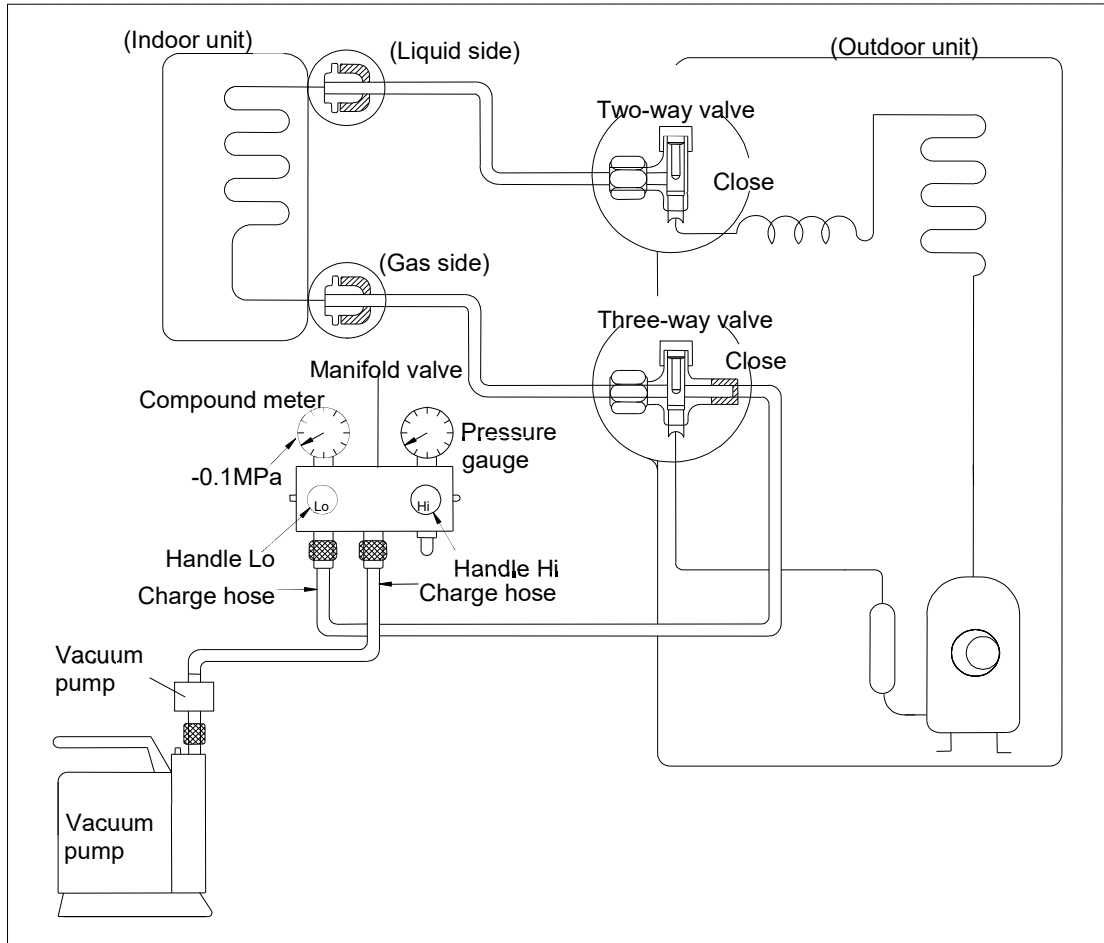 (Indoor unit)
(Liquid side)
(Outdoor unit)
Two-way valve
Close
(Gas side)
Three-way valve
Close
Manifold valve
Compound meter
Pressure
gauge
-0.1MPa
Lo
Hi
Handle Lo
Handle Hi
Charge hose
Charge hose
Vacuum
pump
Vacuum
pump